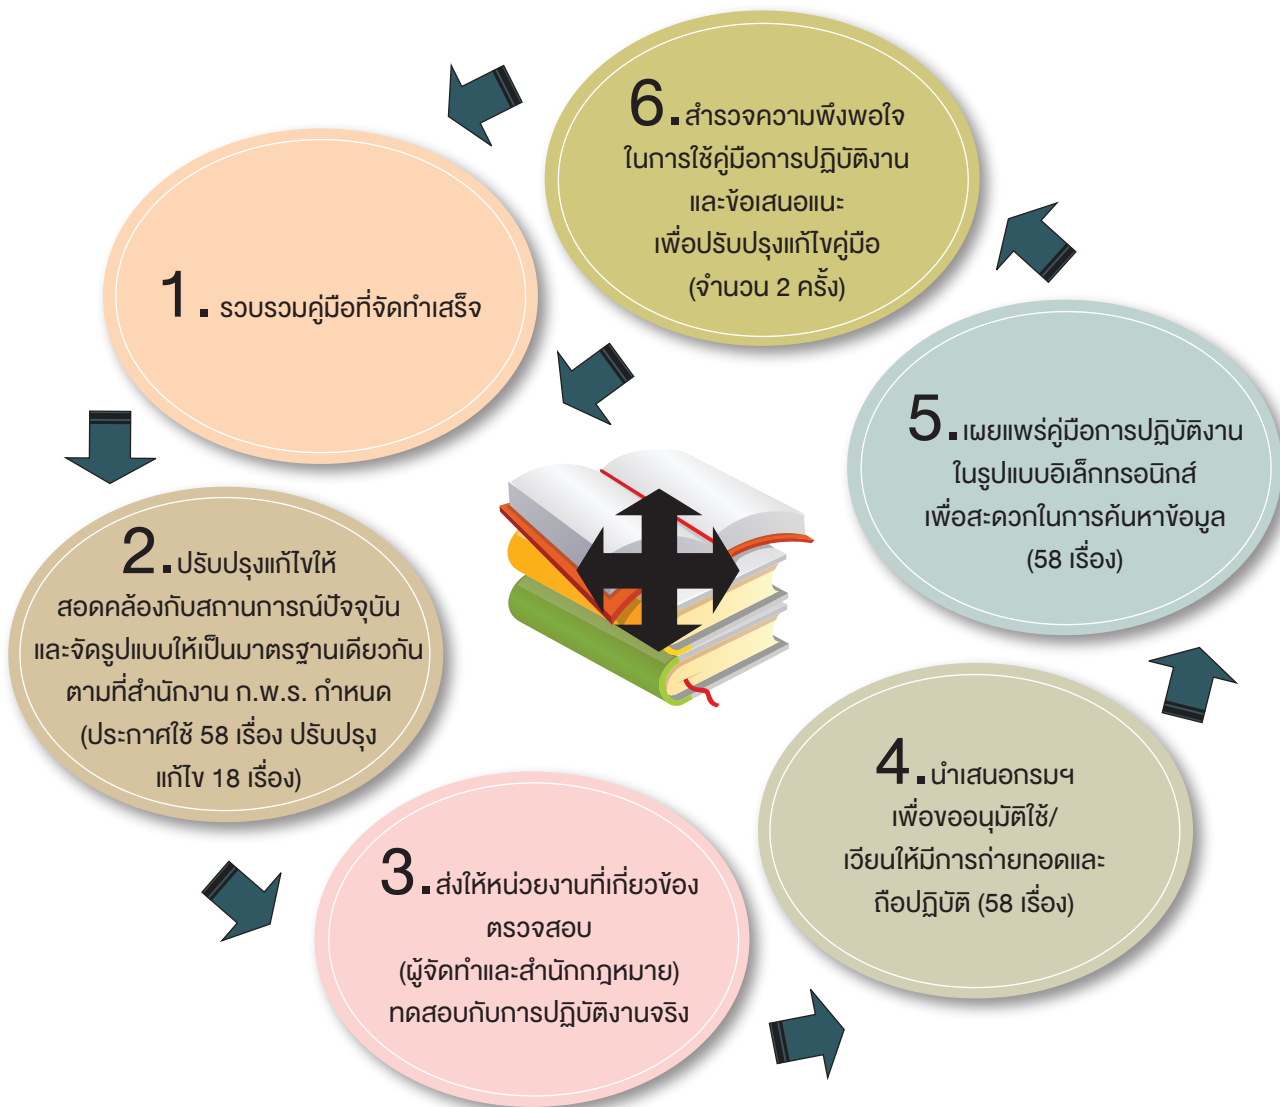 1. รวบรวมคู่มือที่จัดทำเสร็จ
2. ปรับปรุงแก้ไขให้
สอดคล้องกับสถานการณ์ปัจจุบัน
และจัดรูปแบบให้เป็นมาตรฐานเดียวกัน
ตามที่สำนักงาน ก.พ.ร. กำหนด
(ประกาศใช้ 58 เรื่อง ปรับปรุง
แก้ไข 18 เรื่อง)
3. ส่งให้หน่วยงานที่เกี่ยวข้อง
ตรวจสอบ
(ผู้จัดทำและสำนักกฎหมาย)
ทดสอบกับการปฏิบัติงานจริง
4. นำเสนอกรมฯ
เพื่อขออนุมัติใช้/
เวียนให้มีการถ่ายทอดและ
ถือปฏิบัติ (58 เรื่อง)
5. เผยแพร่คู่มือการปฏิบัติงาน
ในรูปแบบอิเล็กทรอนิกส์
เพื่อสะดวกในการค้นหาข้อมูล
(58 เรื่อง)
6. สำรวจความพึงพอใจ
ในการใช้คู่มือการปฏิบัติงาน
และข้อเสนอแนะ
เพื่อปรับปรุงแก้ไขคู่มือ
(จำนวน 2 ครั้ง)